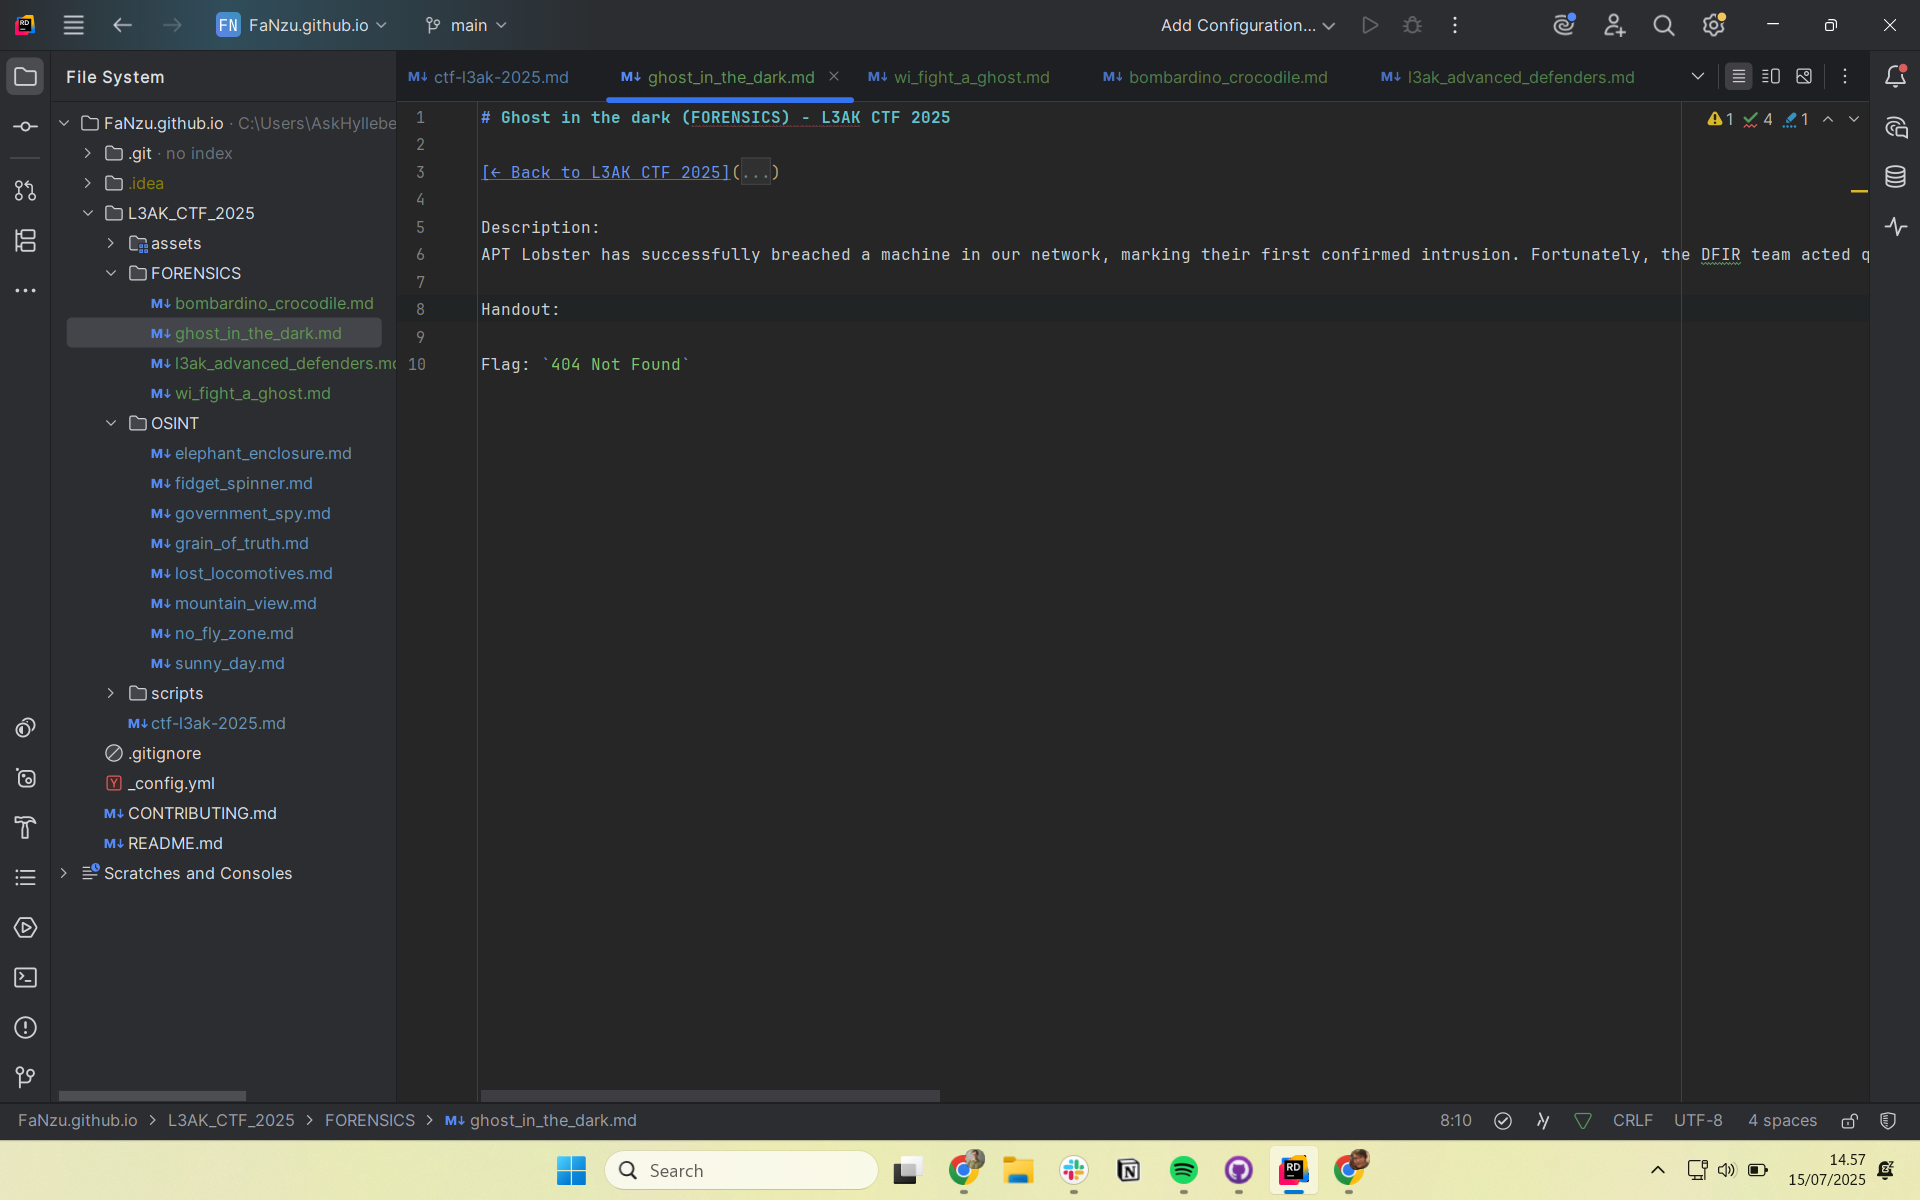 FN FaNzu.github.io main Add Configuration...
File System
ctf-l3ak-2025.md ghost_in_the_dark.md wi_fight_a_ghost.md bombardino_crocodile.md l3ak_advanced_defenders.md
FaNzu.github.io · C:\Users\AskHyllebe
.git · no index
.idea
L3AK_CTF_2025
assets
FORENSICS
bombardino_crocodile.md
ghost_in_the_dark.md
l3ak_advanced_defenders.md
wi_fight_a_ghost.md
OSINT
elephant_enclosure.md
fidget_spinner.md
government_spy.md
grain_of_truth.md
lost_locomotives.md
mountain_view.md
no_fly_zone.md
sunny_day.md
scripts
ctf-l3ak-2025.md
.gitignore
_config.yml
CONTRIBUTING.md
README.md
Scratches and Consoles
1 # Ghost in the dark (FORENSICS) - L3AK CTF 2025
2
3 [← Back to L3AK CTF 2025](...)
4
5 Description:
6 APT Lobster has successfully breached a machine in our network, marking their first confirmed intrusion. Fortunately, the DFIR team acted q
7
8 Handout:
9
10 Flag: `404 Not Found`
1 4 1
FaNzu.github.io > L3AK_CTF_2025 > FORENSICS > ghost_in_the_dark.md
8:10 CRLF UTF-8 4 spaces
Search
14.57
15/07/2025